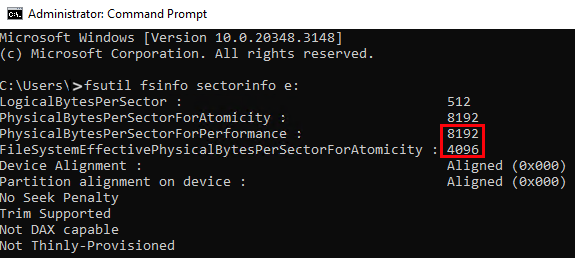 Administrator: Command Prompt
Microsoft Windows [Version 10.0.20348.3148]
(c) Microsoft Corporation. All rights reserved.
C:\Users\>fsutil fsinfo sectorinfo e:
LogicalBytesPerSector : 512
PhysicalBytesPerSectorForAtomicity : 8192
PhysicalBytesPerSectorForPerformance : 8192
FileSystemEffectivePhysicalBytesPerSectorForAtomicity : 4096
Device Alignment : Aligned (0x000)
Partition alignment on device : Aligned (0x000)
No Seek Penalty
Trim Supported
Not DAX capable
Not Thinly-Provisioned